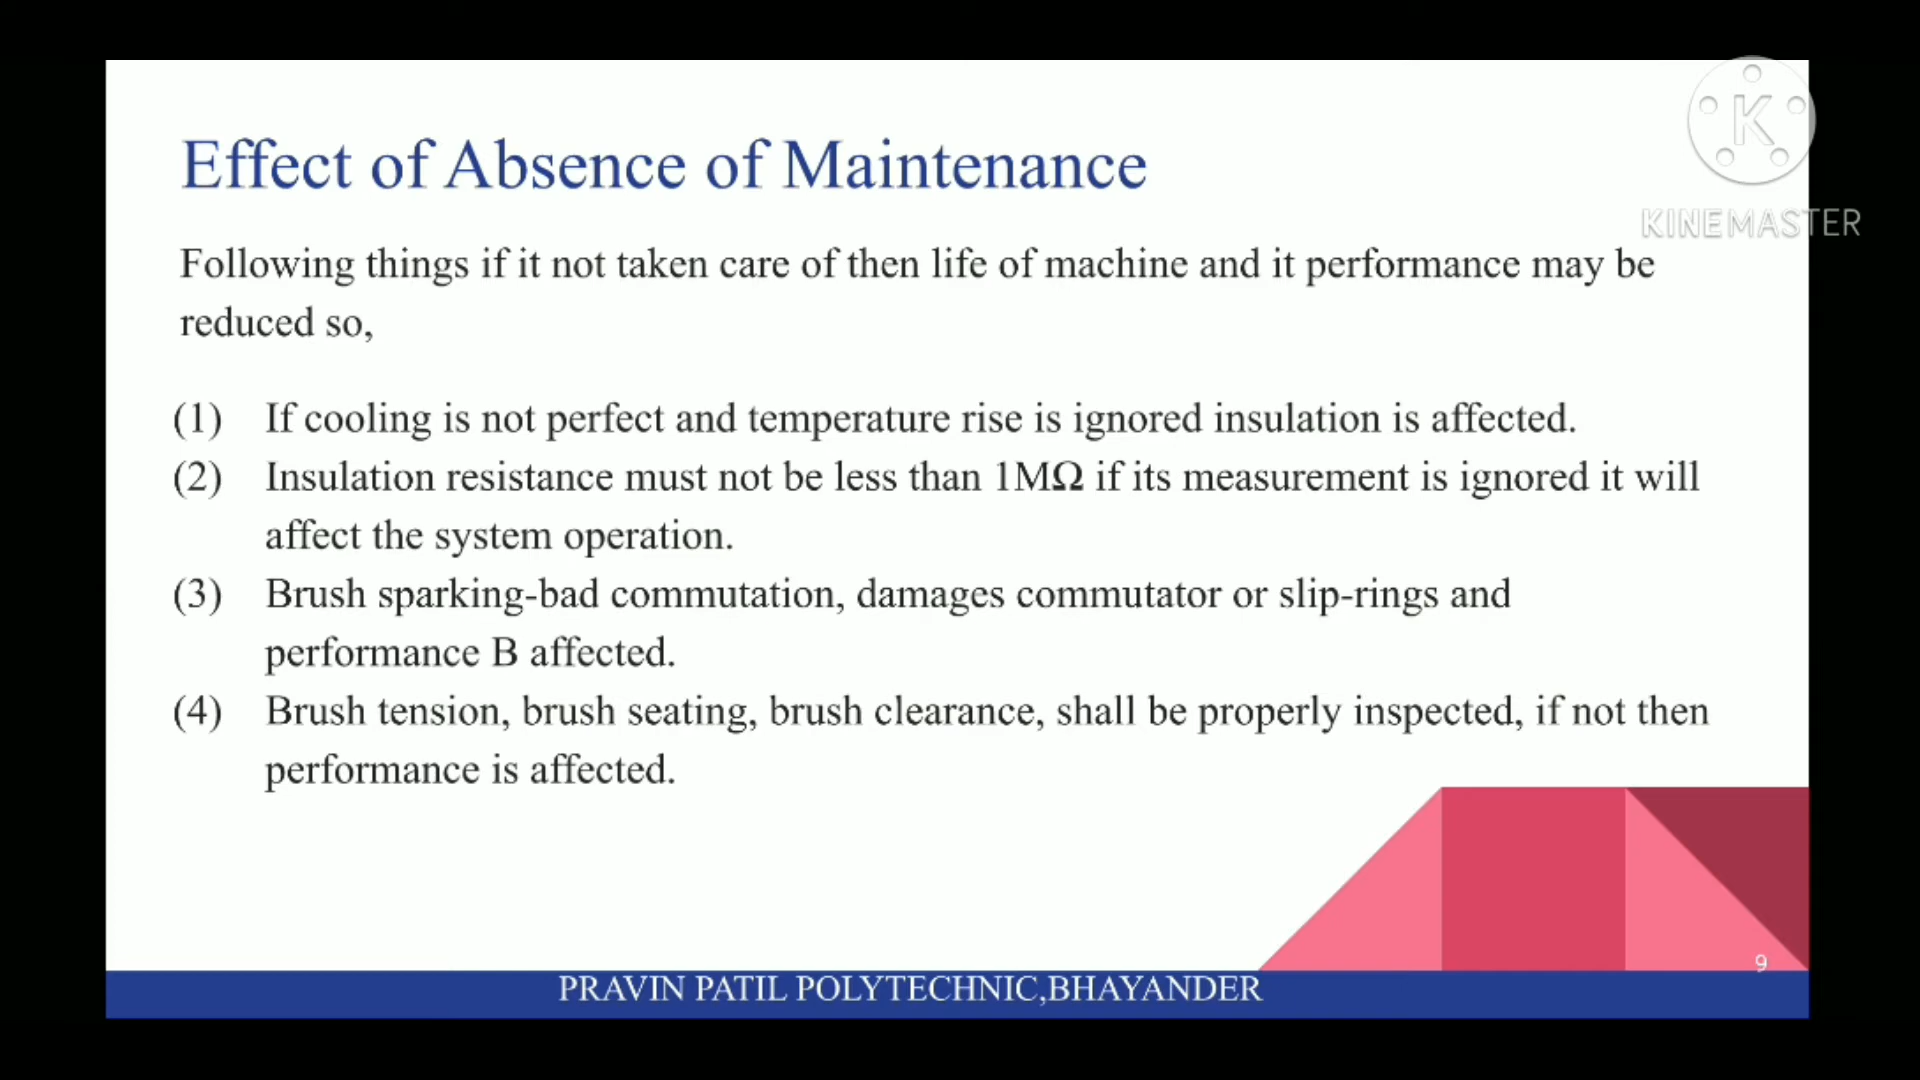 K
KINEMASTER
Effect of Absence of Maintenance
Following things if it not taken care of then life of machine and it performance may be
reduced so,
(1) If cooling is not perfect and temperature rise is ignored insulation is affected.
(2) Insulation resistance must not be less than 1MΩ if its measurement is ignored it will
affect the system operation.
(3) Brush sparking-bad commutation, damages commutator or slip-rings and
performance B affected.
(4) Brush tension, brush seating, brush clearance, shall be properly inspected, if not then
performance is affected.
9
PRAVIN PATIL POLYTECHNIC,BHAYANDER